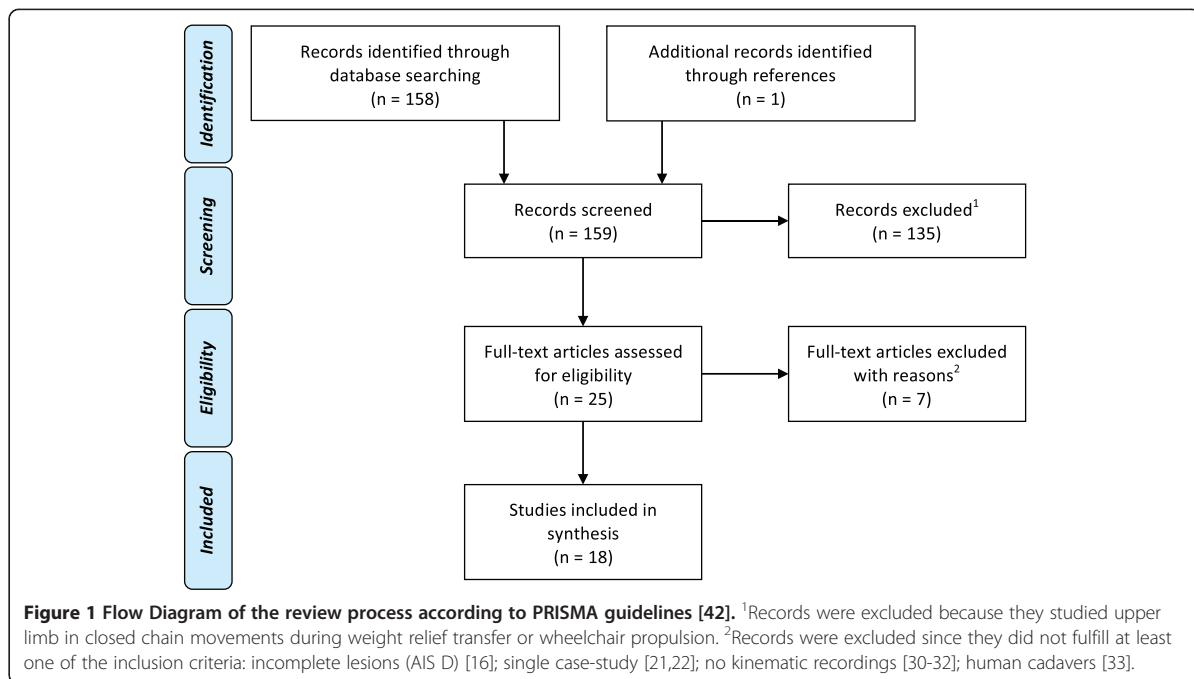 Identification
Records identified through
database searching
(n = 158)
Additional records identified
through references
(n = 1)
Screening
Records screened
(n = 159)
Records excluded1
(n = 135)
Eligibility
Full-text articles assessed
for eligibility
(n = 25)
Full-text articles excluded
with reasons2
(n = 7)
Included
Studies included in
synthesis
(n = 18)
Figure 1 Flow Diagram of the review process according to PRISMA guidelines [42]. 1Records were excluded because they studied upper
limb in closed chain movements during weight relief transfer or wheelchair propulsion. 2Records were excluded since they did not fulfill at least
one of the inclusion criteria: incomplete lesions (AIS D) [16]; single case-study [21,22]; no kinematic recordings [30-32]; human cadavers [33].